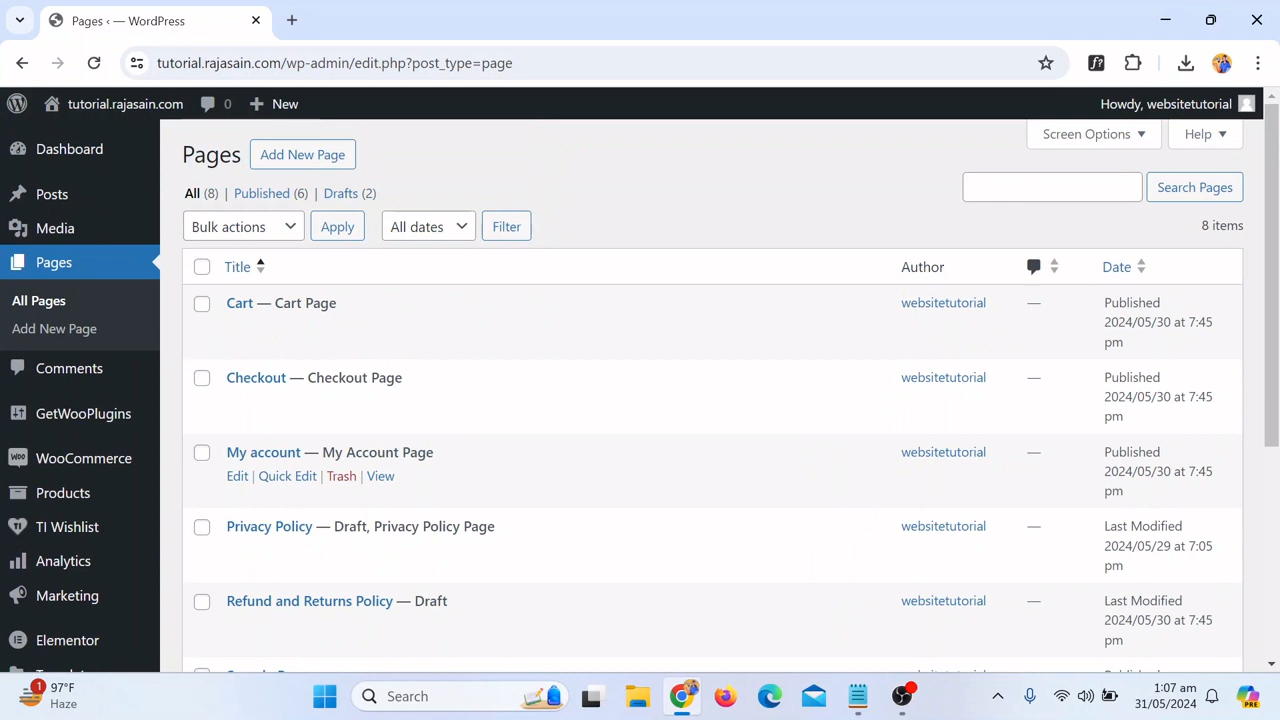 Pages ‹ — WordPress
tutorial.rajasain.com/wp-admin/edit.php?post_type=page
tutorial.rajasain.com 0 New Howdy, websitetutorial
Screen Options Help
Dashboard
Posts
Media
Pages
All Pages
Add New Page
Comments
GetWooPlugins
WooCommerce
Products
TI Wishlist
Analytics
Marketing
Elementor
Pages Add New Page
All (8) | Published (6) | Drafts (2)
Search Pages
Bulk actions Apply All dates Filter 8 items
Title Author Date
Cart — Cart Page websitetutorial — Published
2024/05/30 at 7:45
pm
Checkout — Checkout Page websitetutorial — Published
2024/05/30 at 7:45
pm
My account — My Account Page websitetutorial — Published
Edit | Quick Edit | Trash | View 2024/05/30 at 7:45
pm
Privacy Policy — Draft, Privacy Policy Page websitetutorial — Last Modified
2024/05/29 at 7:05
pm
Refund and Returns Policy — Draft websitetutorial — Last Modified
2024/05/30 at 7:45
pm
1 97°F
Haze
Search
PRE
1:07 am
31/05/2024